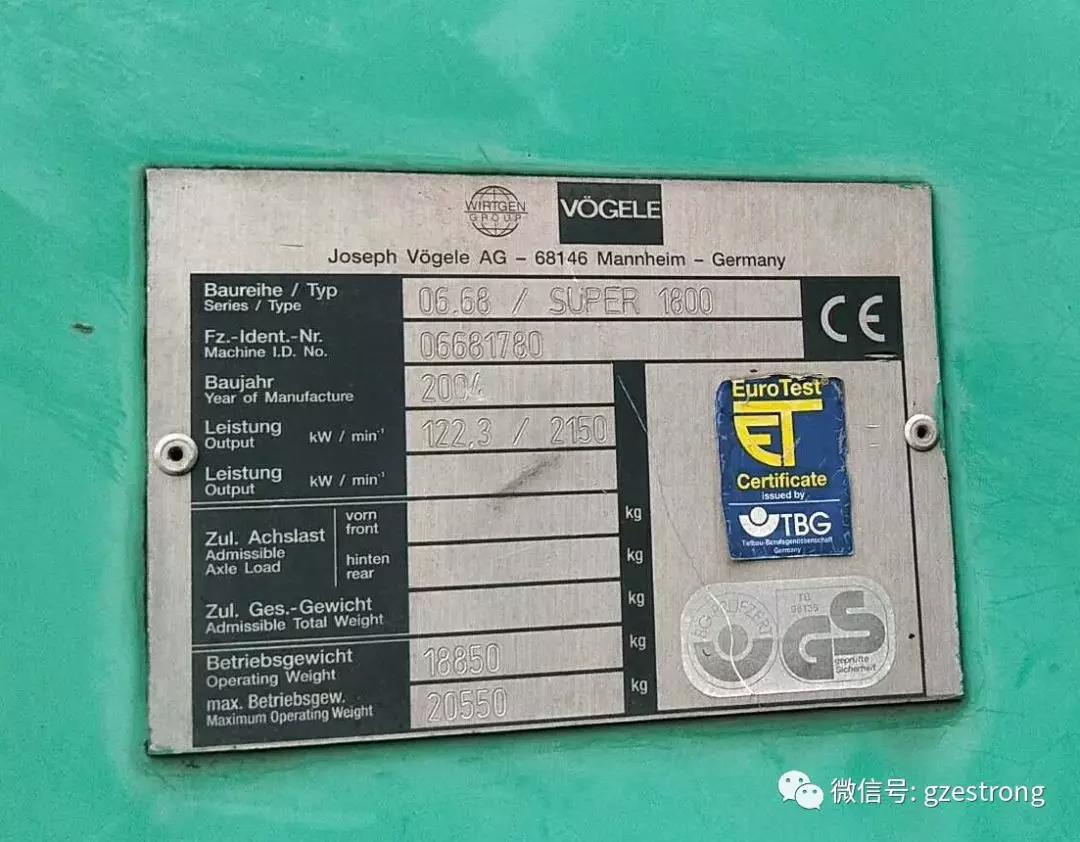 WIRTGEN
GROUP
VÖGELE
Joseph Vögele AG – 68146 Mannheim – Germany
Baureihe / Typ
Series / Type
06.68 / SUPER 1800
CE
Fz.-Ident.-Nr.
Machine I.D. No.
06681780
Baujahr
Year of Manufacture
2004
Leistung
Output kW / min⁻¹
122,3 / 2150
Leistung
Output kW / min⁻¹
Zul. Achslast
Admissible
Axle Load
vorn
front
kg
hinten
rear
kg
Zul. Ges.-Gewicht
Admissible Total Weight
kg
Betriebsgewicht
Operating Weight
18850
kg
max. Betriebsgew.
Maximum Operating Weight
20550
kg
EuroTest®
ET
Certificate
issued by
TBG
Tiefbau-Berufsgenossenschaft
Germany
GS
geprüfte
Sicherheit
微信号: gzestrong